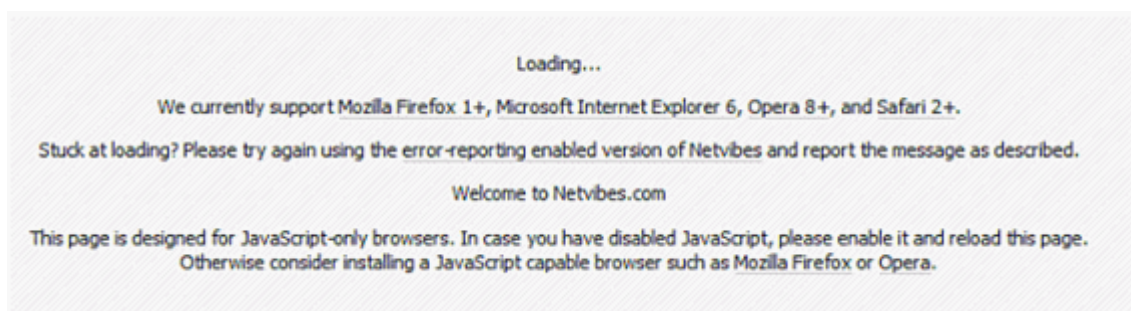 Loading...
We currently support Mozilla Firefox 1+, Microsoft Internet Explorer 6, Opera 8+, and Safari 2+.
Stuck at loading? Please try again using the error-reporting enabled version of Netvibes and report the message as described.
Welcome to Netvibes.com
This page is designed for JavaScript-only browsers. In case you have disabled JavaScript, please enable it and reload this page.
Otherwise consider installing a JavaScript capable browser such as Mozilla Firefox or Opera.